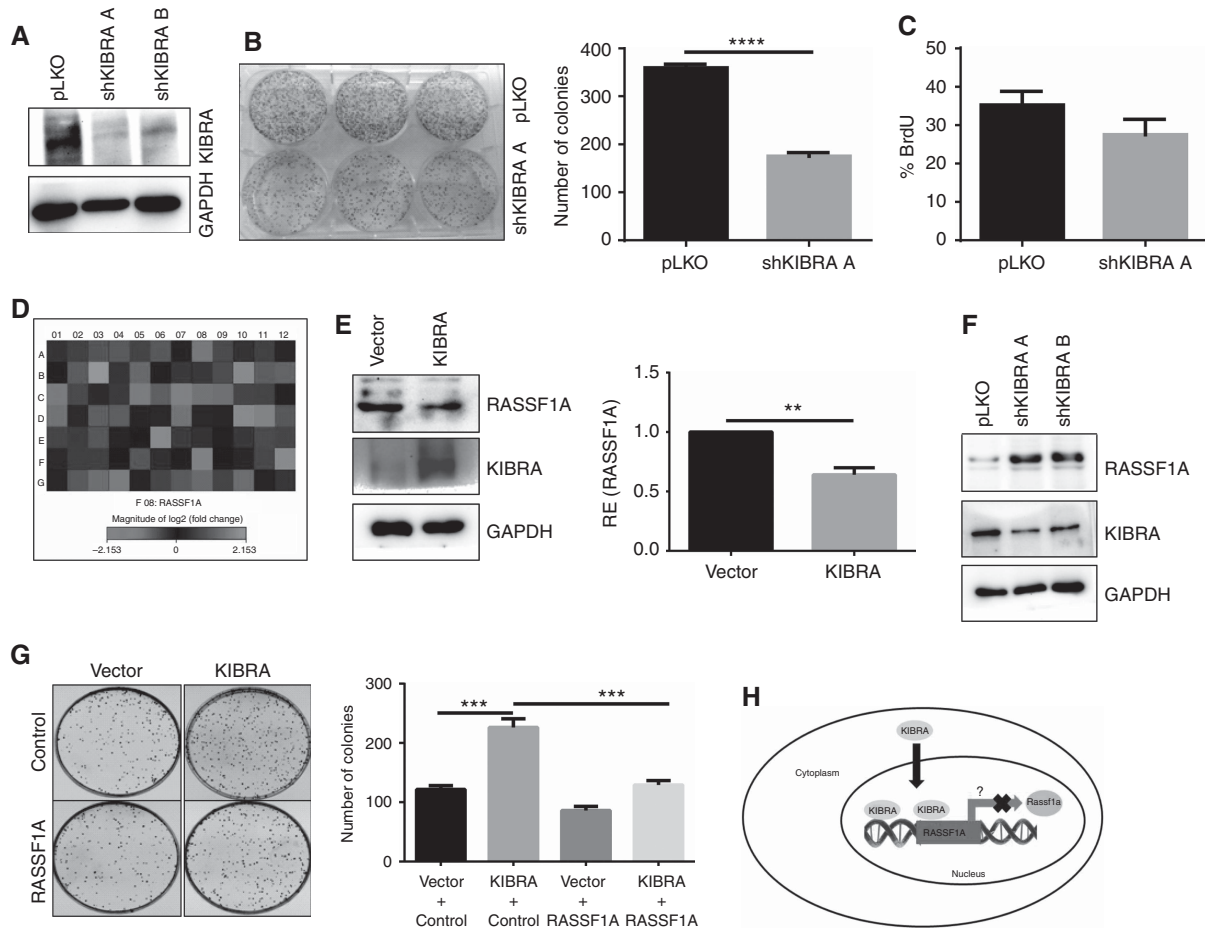 A
pLKO
shKIBRA A
shKIBRA B
KIBRA
GAPDH
B
pLKO
shKIBRA A
Number of colonies
400
300
200
100
0
****
pLKO
shKIBRA A
C
% BrdU
50
40
30
20
10
0
pLKO
shKIBRA A
D
01 02 03 04 05 06 07 08 09 10 11 12
A
B
C
D
E
F
G
F 08: RASSF1A
Magnitude of log2 (fold change)
−2.153 0 2.153
E
Vector
KIBRA
RASSF1A
KIBRA
GAPDH
RE (RASSF1A)
1.5
1.0
0.5
0.0
**
Vector
KIBRA
F
pLKO
shKIBRA A
shKIBRA B
RASSF1A
KIBRA
GAPDH
G
Vector
KIBRA
Control
RASSF1A
Number of colonies
300
200
100
0
***
***
Vector + Control
KIBRA + Control
Vector + RASSF1A
KIBRA + RASSF1A
H
KIBRA
Cytoplasm
KIBRA
KIBRA
?
Rassf1a
RASSF1A
Nucleus